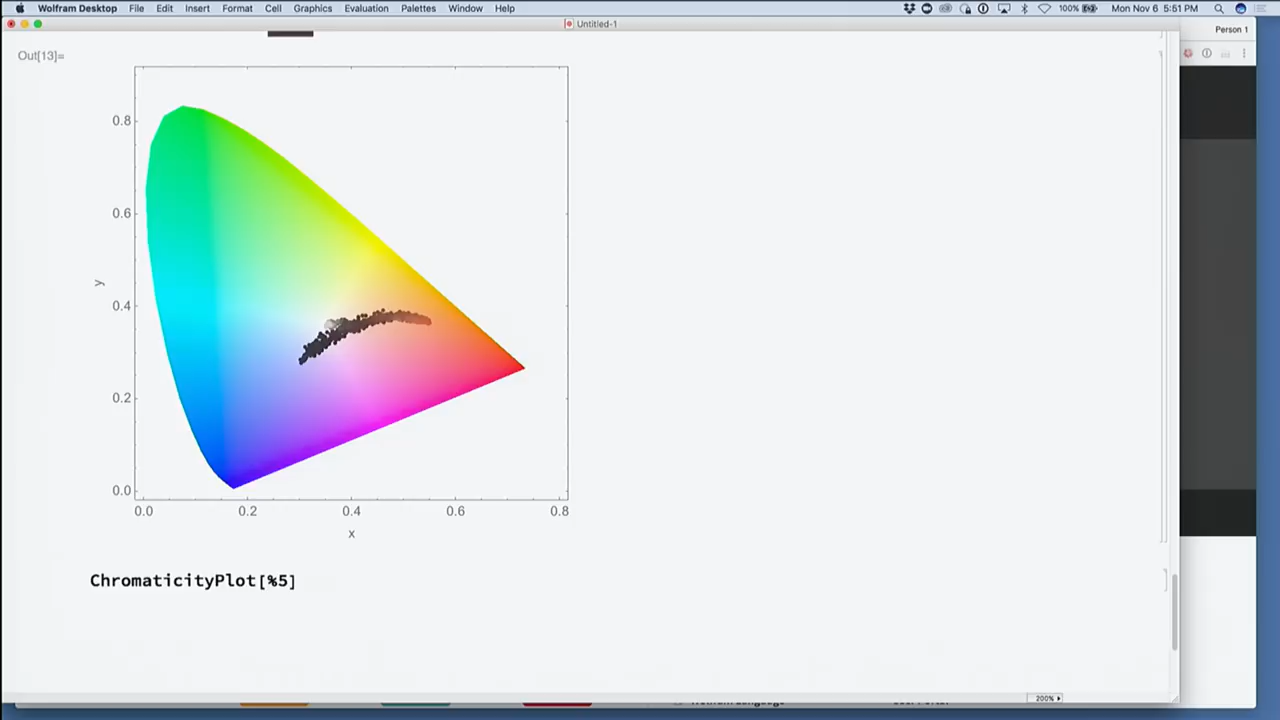 Wolfram Desktop File Edit Insert Format Cell Graphics Evaluation Palettes Window Help 100% Mon Nov 6 5:51 PM
Untitled-1
Person 1
Out[13]=
0.8
0.6
y
0.4
0.2
0.0
0.0 0.2 0.4 0.6 0.8
x
ChromaticityPlot[%5]
200%